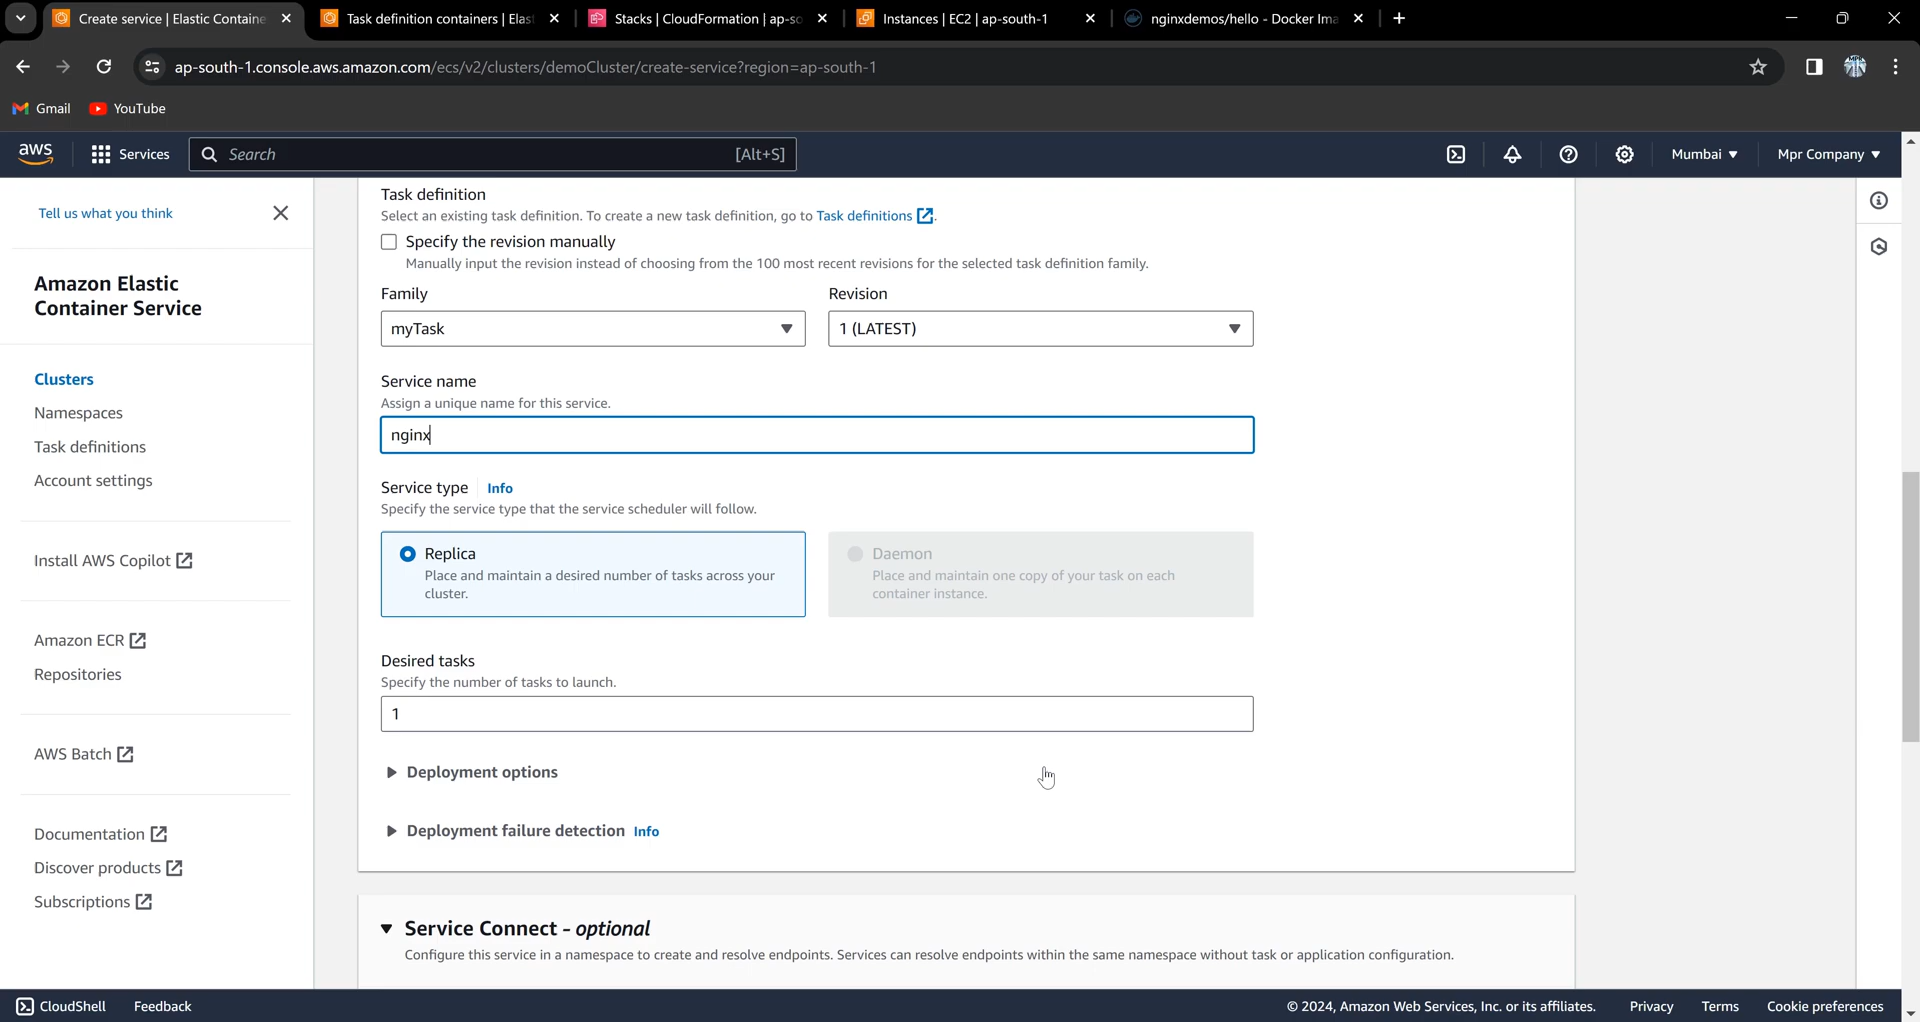 Create service | Elastic Containe
Task definition containers | Elas
Stacks | CloudFormation | ap-so
Instances | EC2 | ap-south-1
nginxdemos/hello - Docker Ima
ap-south-1.console.aws.amazon.com/ecs/v2/clusters/demoCluster/create-service?region=ap-south-1
Gmail
YouTube
aws
Services
Search
[Alt+S]
Mumbai
Mpr Company
Tell us what you think
Amazon Elastic
Container Service
Clusters
Namespaces
Task definitions
Account settings
Install AWS Copilot
Amazon ECR
Repositories
AWS Batch
Documentation
Discover products
Subscriptions
Task definition
Select an existing task definition. To create a new task definition, go to Task definitions .
Specify the revision manually
Manually input the revision instead of choosing from the 100 most recent revisions for the selected task definition family.
Family
Revision
myTask
1 (LATEST)
Service name
Assign a unique name for this service.
nginx
Service type
Info
Specify the service type that the service scheduler will follow.
Replica
Place and maintain a desired number of tasks across your
cluster.
Daemon
Place and maintain one copy of your task on each
container instance.
Desired tasks
Specify the number of tasks to launch.
1
Deployment options
Deployment failure detection Info
Service Connect - optional
Configure this service in a namespace to create and resolve endpoints. Services can resolve endpoints within the same namespace without task or application configuration.
CloudShell
Feedback
© 2024, Amazon Web Services, Inc. or its affiliates.
Privacy
Terms
Cookie preferences